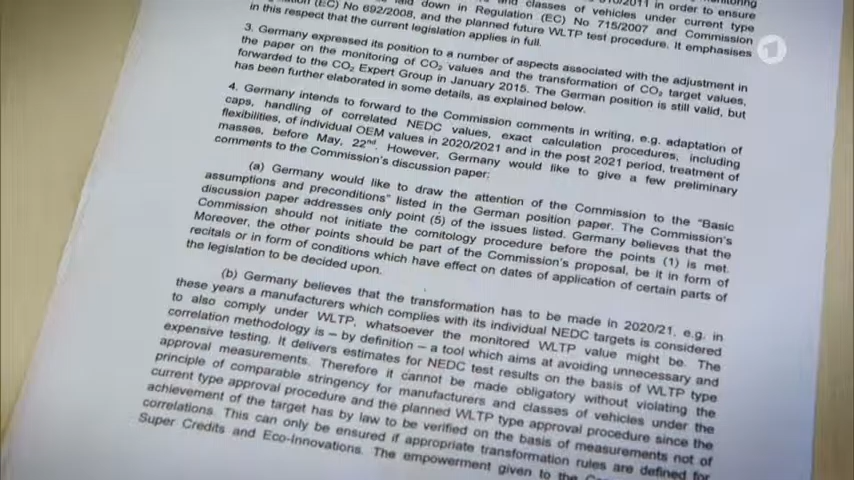 510/2011 in order to ensure
and classes of vehicles under current type
laid down in Regulation (EC) No 715/2007 and Commission
(EC) No 692/2008, and the planned future WLTP test procedure. It emphasises
in this respect that the current legislation applies in full.
3. Germany expressed its position to a number of aspects associated with the adjustment in
the paper on the monitoring of CO₂ values and the transformation of CO₂ target values,
forwarded to the CO₂ Expert Group in January 2015. The German position is still valid, but
has been further elaborated in some details, as explained below.
4. Germany intends to forward to the Commission comments in writing, e.g. adaptation of
caps, handling of correlated NEDC values, exact calculation procedures, including
flexibilities, of individual OEM values in 2020/2021 and in the post 2021 period, treatment of
masses, before May, 22nd. However, Germany would like to give a few preliminary
comments to the Commission's discussion paper:
(a) Germany would like to draw the attention of the Commission to the "Basic
assumptions and preconditions" listed in the German position paper. The Commission's
discussion paper addresses only point (5) of the issues listed. Germany believes that the
Commission should not initiate the comitology procedure before the points (1) is met.
Moreover, the other points should be part of the Commission's proposal, be it in form of
recitals or in form of conditions which have effect on dates of application of certain parts of
the legislation to be decided upon.
(b) Germany believes that the transformation has to be made in 2020/21, e.g. in
these years a manufacturers which complies with its individual NEDC targets is considered
to also comply under WLTP, whatsoever the monitored WLTP value might be. The
correlation methodology is – by definition – a tool which aims at avoiding unnecessary and
expensive testing. It delivers estimates for NEDC test results on the basis of WLTP type
approval measurements. Therefore it cannot be made obligatory without violating the
principle of comparable stringency for manufacturers and classes of vehicles under the
current type approval procedure and the planned WLTP type approval procedure since the
achievement of the target has by law to be verified on the basis of measurements not of
correlations. This can only be ensured if appropriate transformation rules are defined for
Super Credits and Eco-Innovations. The empowerment given to the
1